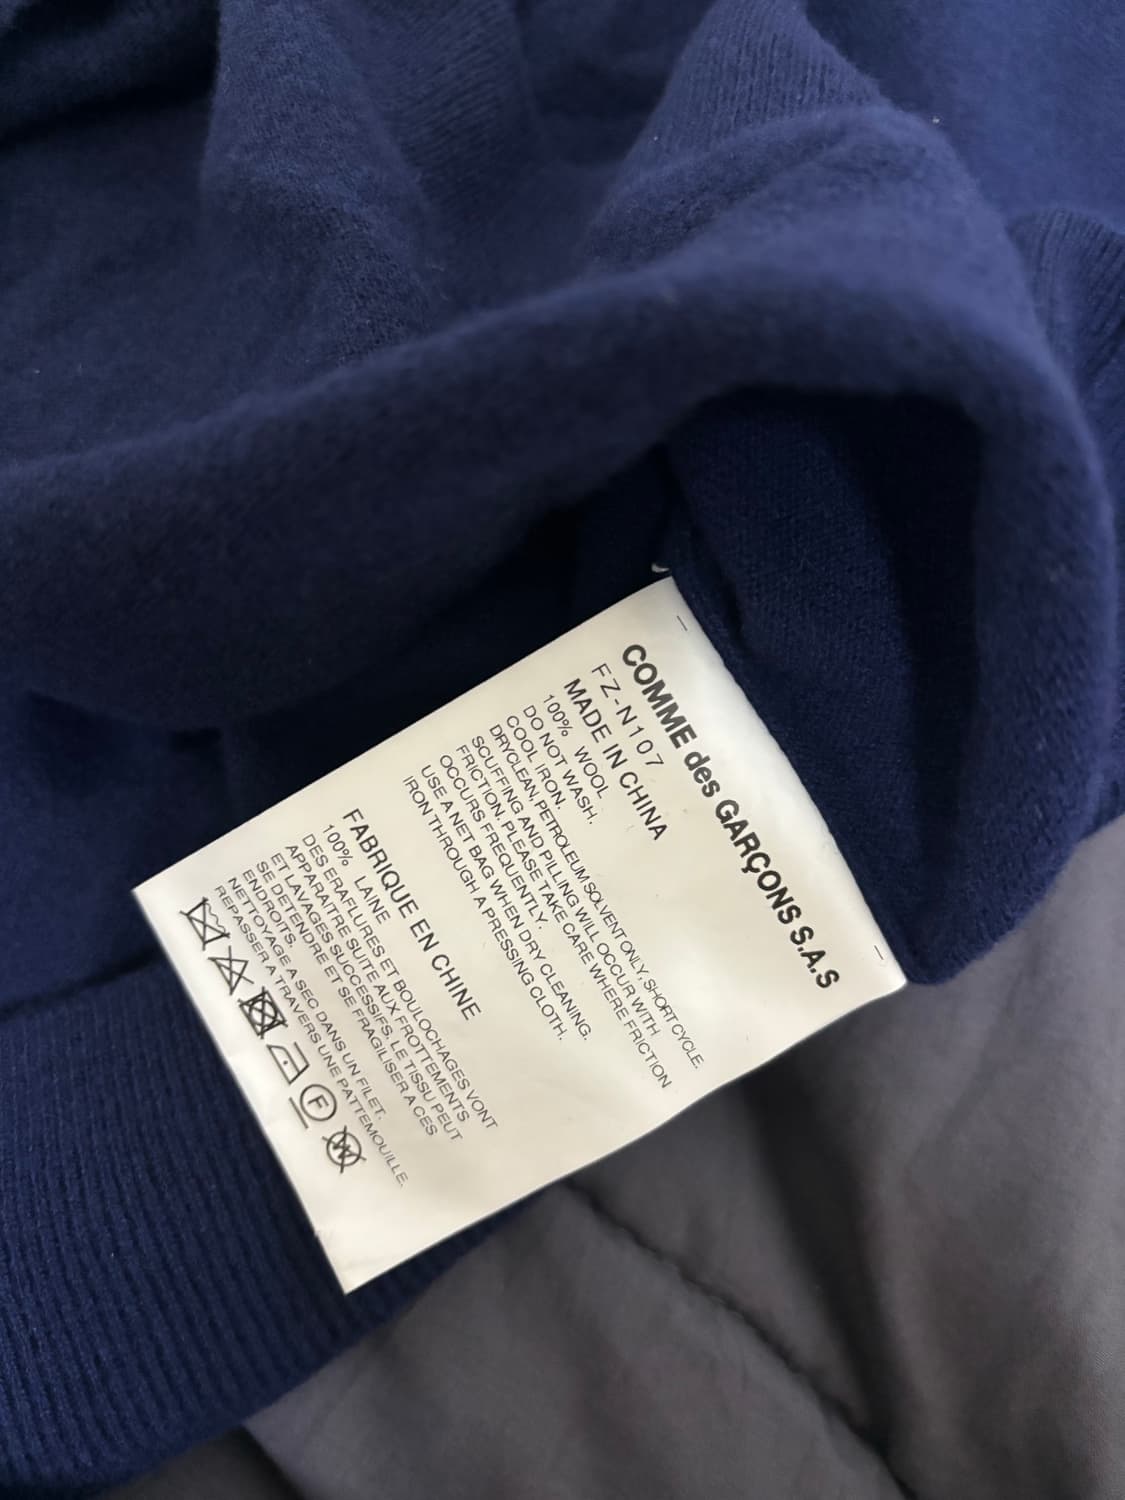 COMME des GARÇONS S.A.S
FZ-N107
MADE IN CHINA
100% WOOL
DO NOT WASH.
COOL IRON.
DRYCLEAN,PETROLEUM SOLVENT ONLY, SHORT CYCLE.
SCUFFING AND PILLING WILL OCCUR WITH
FRICTION. PLEASE TAKE CARE WHERE FRICTION
OCCURS FREQUENTLY.
USE A NET BAG WHEN DRY CLEANING.
IRON THROUGH A PRESSING CLOTH.
FABRIQUE EN CHINE
100% LAINE
DES ERAFLURES ET BOULOCHAGES VONT
APPARAITRE SUITE AUX FROTTEMENTS
ET LAVAGES SUCCESSIFS. LE TISSU PEUT
SE DETENDRE ET SE FRAGILISER A CES
ENDROITS.
NETTOYAGE A SEC DANS UN FILET.
REPASSER A TRAVERS UNE PATTEMOUILLE.
F W